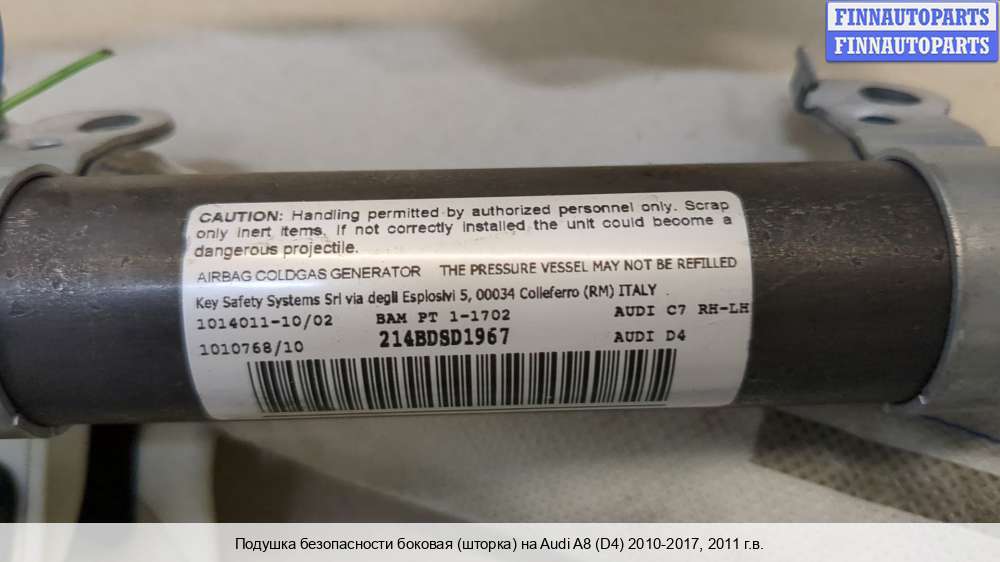 FINNAUTOPARTS
FINNAUTOPARTS
CAUTION: Handling permitted by authorized personnel only. Scrap
only inert items. If not correctly installed the unit could become a
dangerous projectile.
AIRBAG COLDGAS GENERATOR THE PRESSURE VESSEL MAY NOT BE REFILLED
Key Safety Systems Srl via degli Esplosivi 5, 00034 Colleferro (RM) ITALY
1014011-10/02 BAM PT 1-1702 AUDI C7 RH-LH
1010768/10 214BDSD1967 AUDI D4
Подушка безопасности боковая (шторка) на Audi A8 (D4) 2010-2017, 2011 г.в.